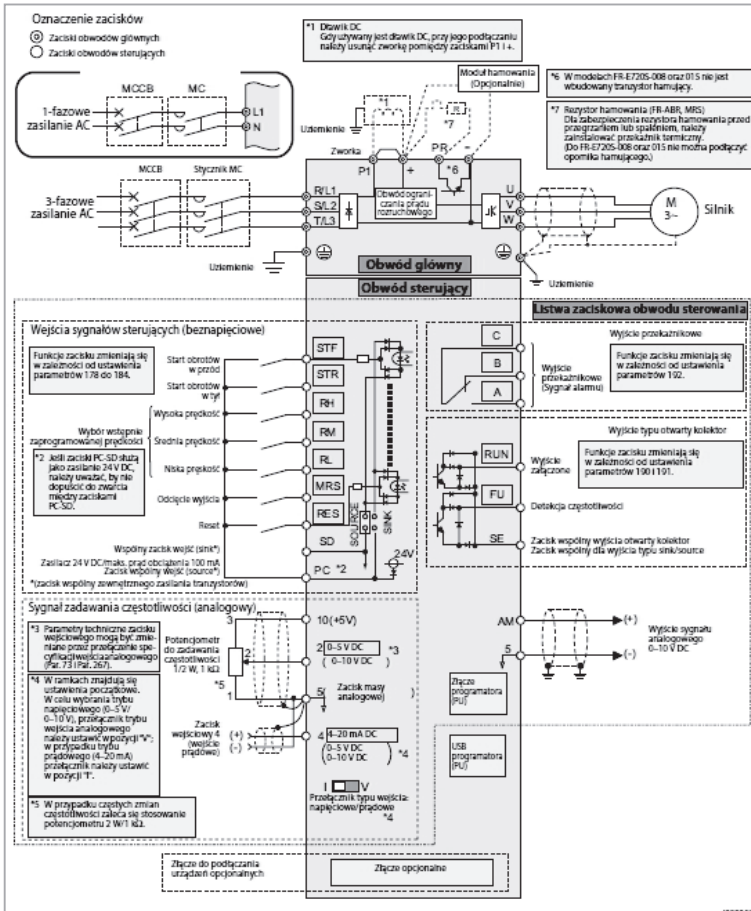 Oznaczenie zacisków
Zaciski obwodów głównych
Zaciski obwodów sterujących
*1 Dławik DC
Gdy używany jest dławik DC, przy jego podłączaniu
należy usunąć zworkę pomiędzy zaciskami P1 i +.
Moduł hamowania
(Opcjonalnie)
*6 W modelach FR-E720S-008 oraz 015 nie jest
wbudowany tranzystor hamujący.
*7 Rezystor hamowania (FR-ABR, MRS)
Dla zabezpieczenia rezystora hamowania przed
przegrzaniem lub spaleniem, należy
zainstalować przekaźnik termiczny.
(Do FR-E720S-008 oraz 015 nie można podłączyć
opornika hamującego.)
MCCB
MC
1-fazowe
zasilanie AC
L1
N
*1
R
*7
Uziemienie
Zworka
P1
+
PR
-
*6
MCCB
Stycznik MC
3-fazowe
zasilanie AC
R/L1
S/L2
T/L3
Obwód ograni-
czania prądu
rozruchowego
U
V
W
M
3~
Silnik
Uziemienie
Uziemienie
Obwód główny
Obwód sterujący
Listwa zaciskowa obwodu sterowania
Wejścia sygnałów sterujących (beznapięciowe)
Funkcje zacisku zmieniają się
w zależności od ustawienia
parametrów 178 do 184.
Start obrotów
w przód
STF
Start obrotów
w tył
STR
Wysoka prędkość
RH
Wybór wstępnie
zaprogramowanej prędkości
Srednia prędkość
RM
Niska pręskość
RL
*2 Jeśli zaciski PC-SD służą
jako zasilanie 24 V DC,
należy uważać, by nie
dopuścić do zwarcia
między zaciskami
PC-SD.
Odcięcie wyjścia
MRS
Reset
RES
SOURCE
SINK
Wspólny zacisk wejść (sink*)
SD
Zasilacz 24 V DC/maks. prąd obciążenia 100 mA
Zacisk wspólny wejść (source*)
*(zacisk wspólny zewnętrznego zasilania tranzystorów)
PC *2
24V
C
B
A
Wyjście przekaźnikowe
Wyjście
przekaźnikowe
(Sygnał alarmu)
Funkcje zacisku zmieniają się
w zależności od ustawienia
parametrów 192.
Wyjście typu otwarty kolektor
RUN
Wyjście
załączone
Funkcje zacisku zmieniają się
w zależności od ustawienia
parametrów 190 i 191.
FU
Detekcja częstotliwości
SE
Zacisk wspólny wyjścia otwarty kolektor
Zacisk wspólny dla wyjścia typu sink/source
Sygnał zadawania częstotliwości (analogowy)
*3 Parametry techniczne zacisku
wejściowego mogą być zmie-
niane przez przełączenie spe-
cyfikacji wejścia analogowego
(Par. 73 i Par. 267).
*4 W ramkach znajdują się
ustawienia początkowe.
W celu wybrania trybu
napięciowego (0–5 V/
0–10 V), przełącznik trybu
wejścia analogowego
należy ustawić w pozycji "V";
w przypadku trybu
prądowego (4–20 mA)
przełącznik należy ustawić
w pozycji "I".
*5 W przypadku częstych zmian
częstotliwości zaleca się stosowanie
potencjometru 2 W/1 kΩ.
Potencjometr
do zadawania
częstotliwości
1/2 W, 1 kΩ
*5
3
2
1
10(+5V)
2
0–5 V DC
(0–10 V DC)
*3
5
Zacisk masy
analogowej
Zacisk
wejściowy 4
(wejście
prądowe)
(+)
(-)
4
4–20 mA DC
0–5 V DC
0–10 V DC
*4
I
V
Przełącznik typu wejścia:
napięciowe/prądowe
*4
AM
5
(+)
(-)
Wyjście sygnału
analogowego
0–10 V DC
Złącze
programatora
(PU)
USB
programatora
(PU)
Złącze do podłączania
urządzeń opcjonalnych
Złącze opcjonalne